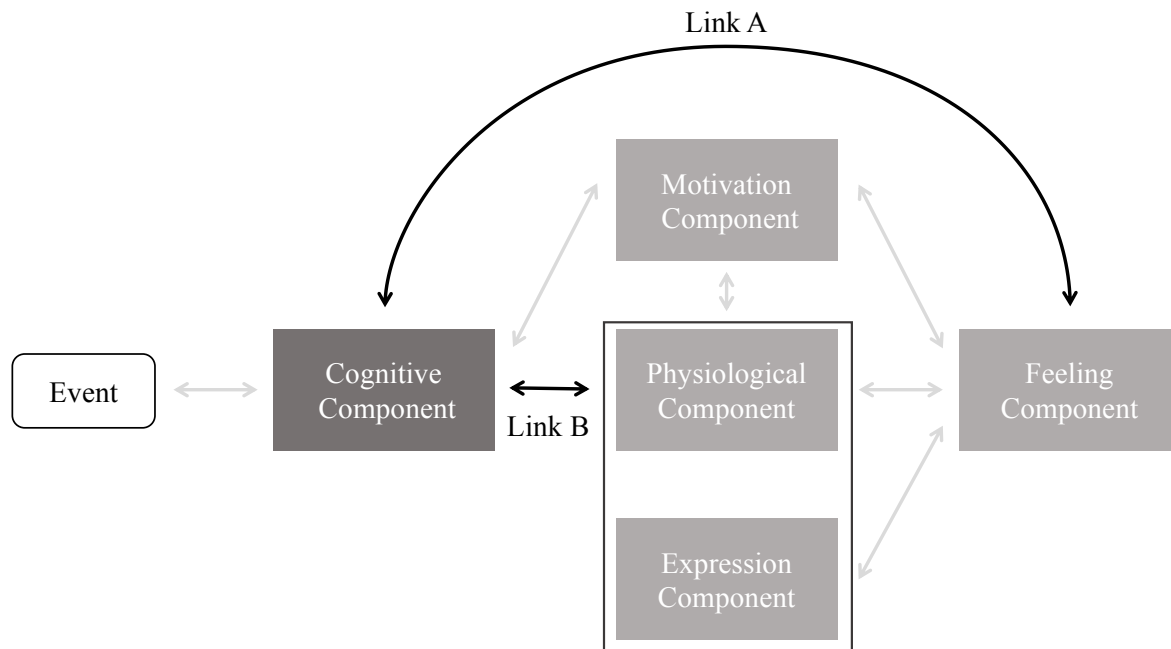 Link A
Motivation
Component
Event
Cognitive
Component
Link B
Physiological
Component
Feeling
Component
Expression
Component